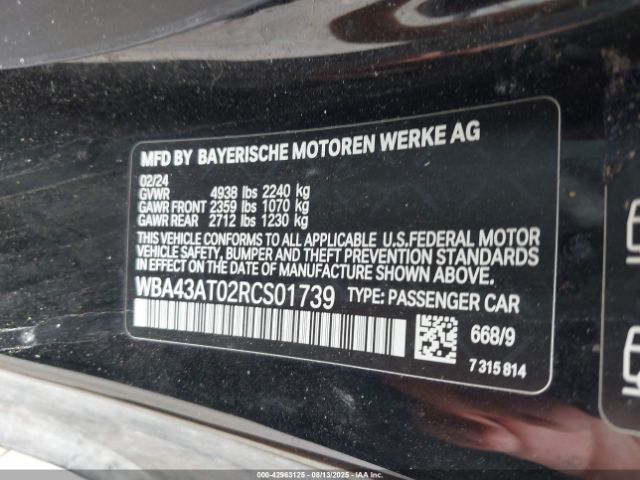 MFD BY BAYERISCHE MOTOREN WERKE AG
02/24
GVWR 4938 lbs 2240 kg
GAWR FRONT 2359 lbs 1070 kg
GAWR REAR 2712 lbs 1230 kg
THIS VEHICLE CONFORMS TO ALL APPLICABLE U.S.FEDERAL MOTOR
VEHICLE SAFETY, BUMPER AND THEFT PREVENTION STANDARDS
IN EFFECT ON THE DATE OF MANUFACTURE SHOWN ABOVE.
WBA43AT02RCS01739 TYPE: PASSENGER CAR
668/9
7 315 814
000-42963125 - 08/13/2025 - IAAI.COM